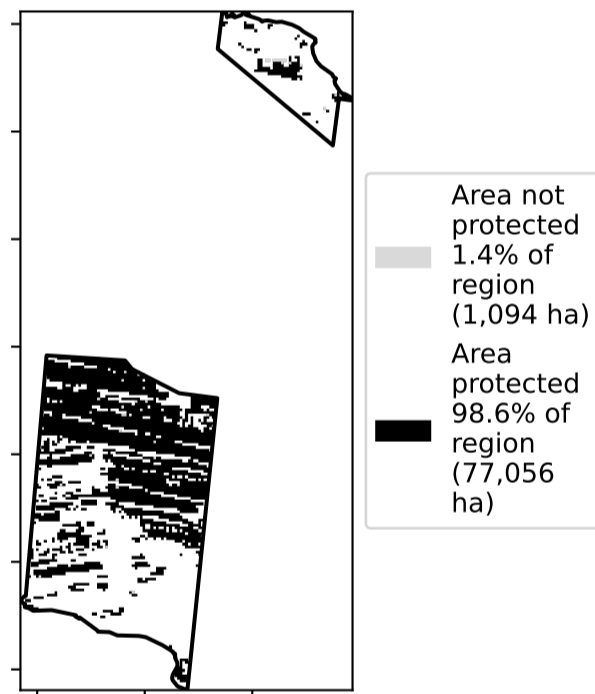 Area not
protected
1.4% of
region
(1,094 ha)
Area
protected
98.6% of
region
(77,056
ha)